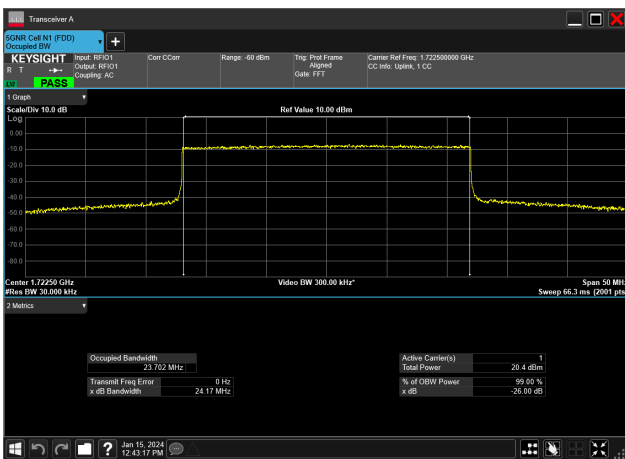 Transceiver A
5GNR Cell N1 (FDD)
Occupied BW
KEYSIGHT
R T
PASS
Input: RFIO1
Output: RFIO1
Coupling: AC
Corr CCorr
Range: -60 dBm
Trig: Prot Frame
Aligned
Gate: FFT
Carrier Ref Freq: 1.722500000 GHz
CC Info: Uplink, 1 CC
1 Graph
Scale/Div 10.0 dB
Ref Value 10.00 dBm
Log
0.00
-10.0
-20.0
-30.0
-40.0
-50.0
-60.0
-70.0
-80.0
Center 1.72250 GHz
Video BW 300.00 kHz*
Span 50 MHz
#Res BW 30.000 kHz
Sweep 66.3 ms (2001 pts
2 Metrics
Occupied Bandwidth
23.702 MHz
Active Carrier(s) 1
Total Power 20.4 dBm
Transmit Freq Error 0 Hz
x dB Bandwidth 24.17 MHz
% of OBW Power 99.00 %
x dB -26.00 dB
Jan 15, 2024
12:43:17 PM